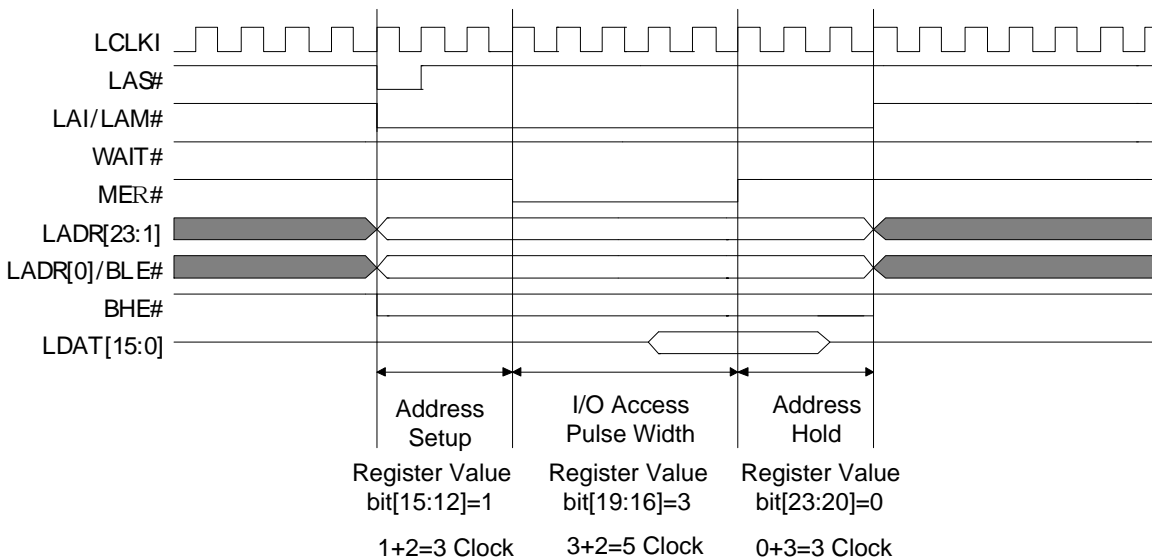 LCLKI
LAS#
LAI/LAM#
WAIT#
MER#
LADR[23:1]
LADR[0]/BLE#
BHE#
LDAT[15:0]
Address
Setup
I/O Access
Pulse Width
Address
Hold
Register Value
bit[15:12]=1
Register Value
bit[19:16]=3
Register Value
bit[23:20]=0
1+2=3 Clock
3+2=5 Clock
0+3=3 Clock